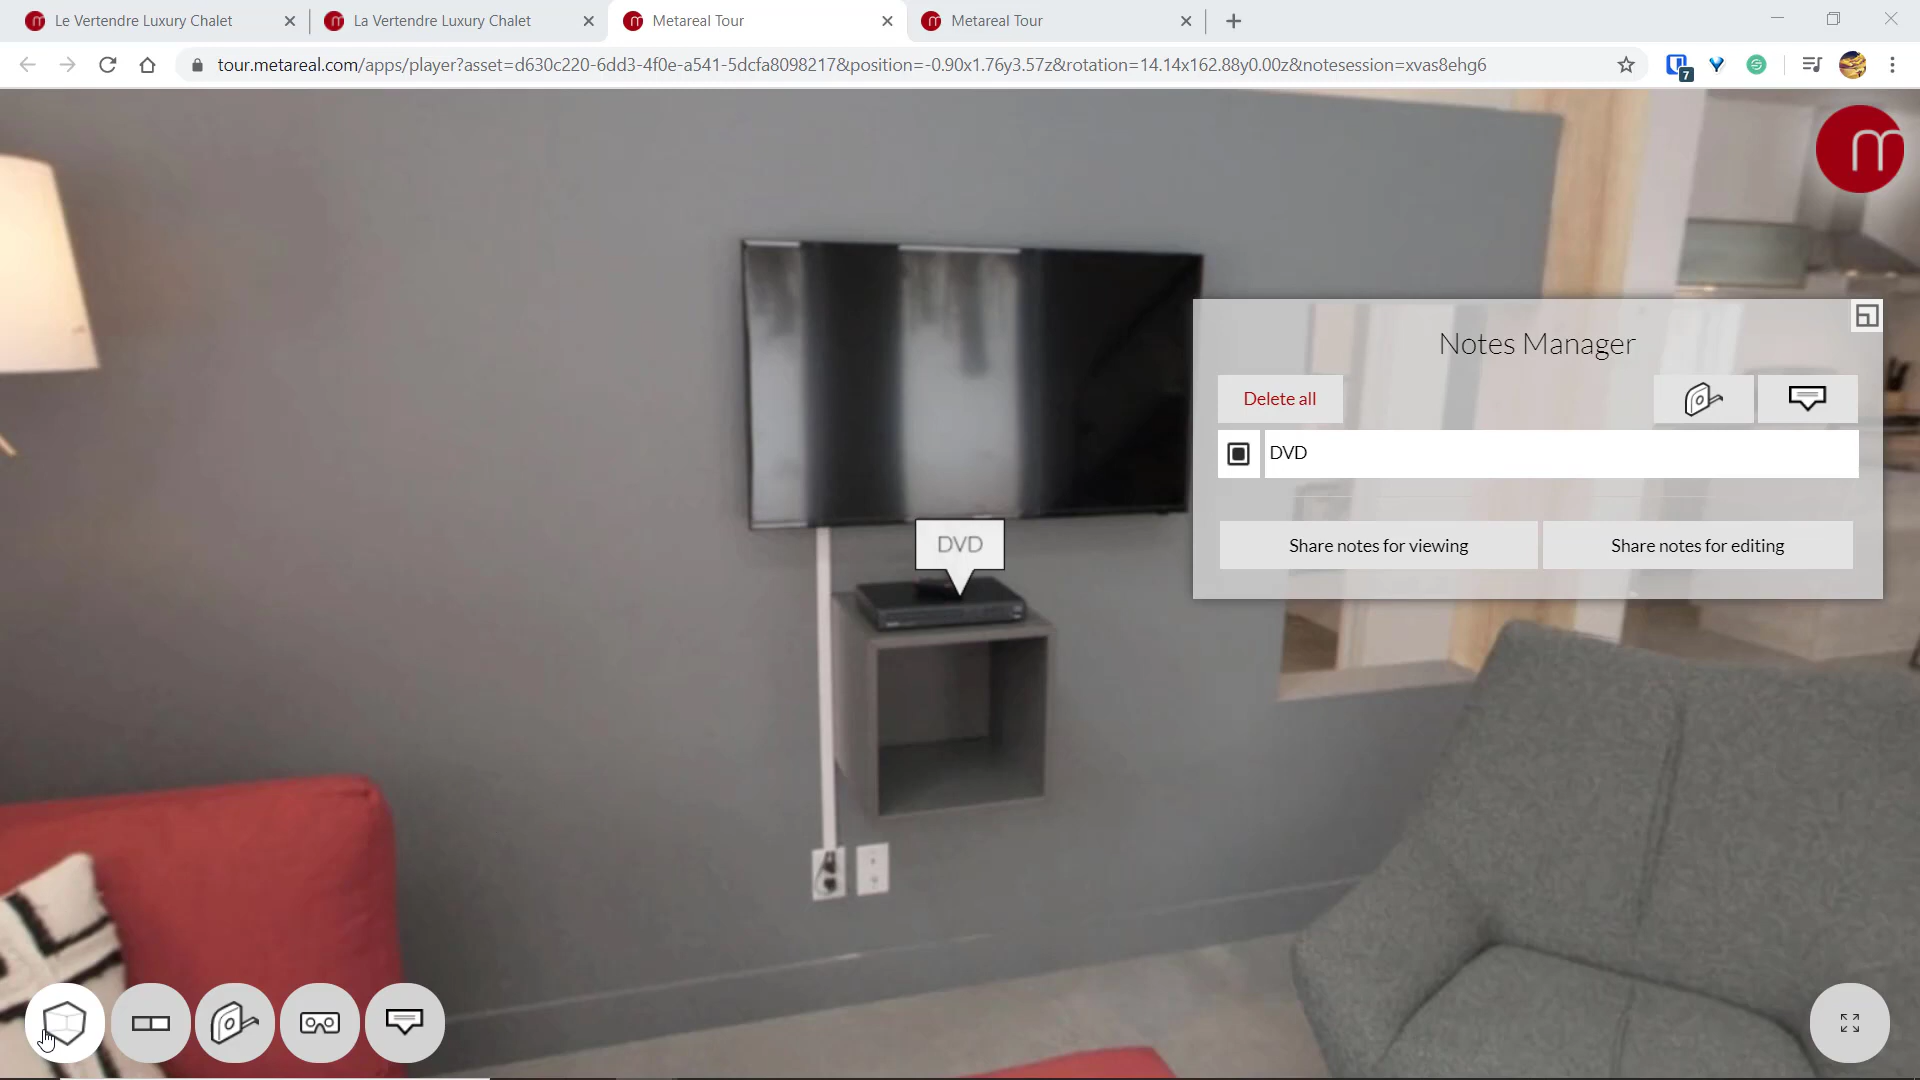 Le Vertendre Luxury Chalet
La Vertendre Luxury Chalet
Metareal Tour
Metareal Tour
tour.metareal.com/apps/player?asset=d630c220-6dd3-4f0e-a541-5dcfa8098217&position=-0.90x1.76y3.57z&rotation=14.14x162.88y0.00z&notesession=xvas8ehg6
7
m
Notes Manager
Delete all
DVD
Share notes for viewing
Share notes for editing
DVD